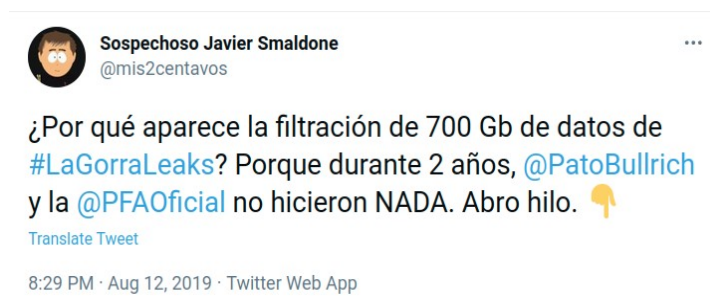 Sospechoso Javier Smaldone
@mis2centavos
¿Por qué aparece la filtración de 700 Gb de datos de
#LaGorraLeaks? Porque durante 2 años, @PatoBullrich
y la @PFAOficial no hicieron NADA. Abro hilo. 👇
Translate Tweet
8:29 PM · Aug 12, 2019 · Twitter Web App